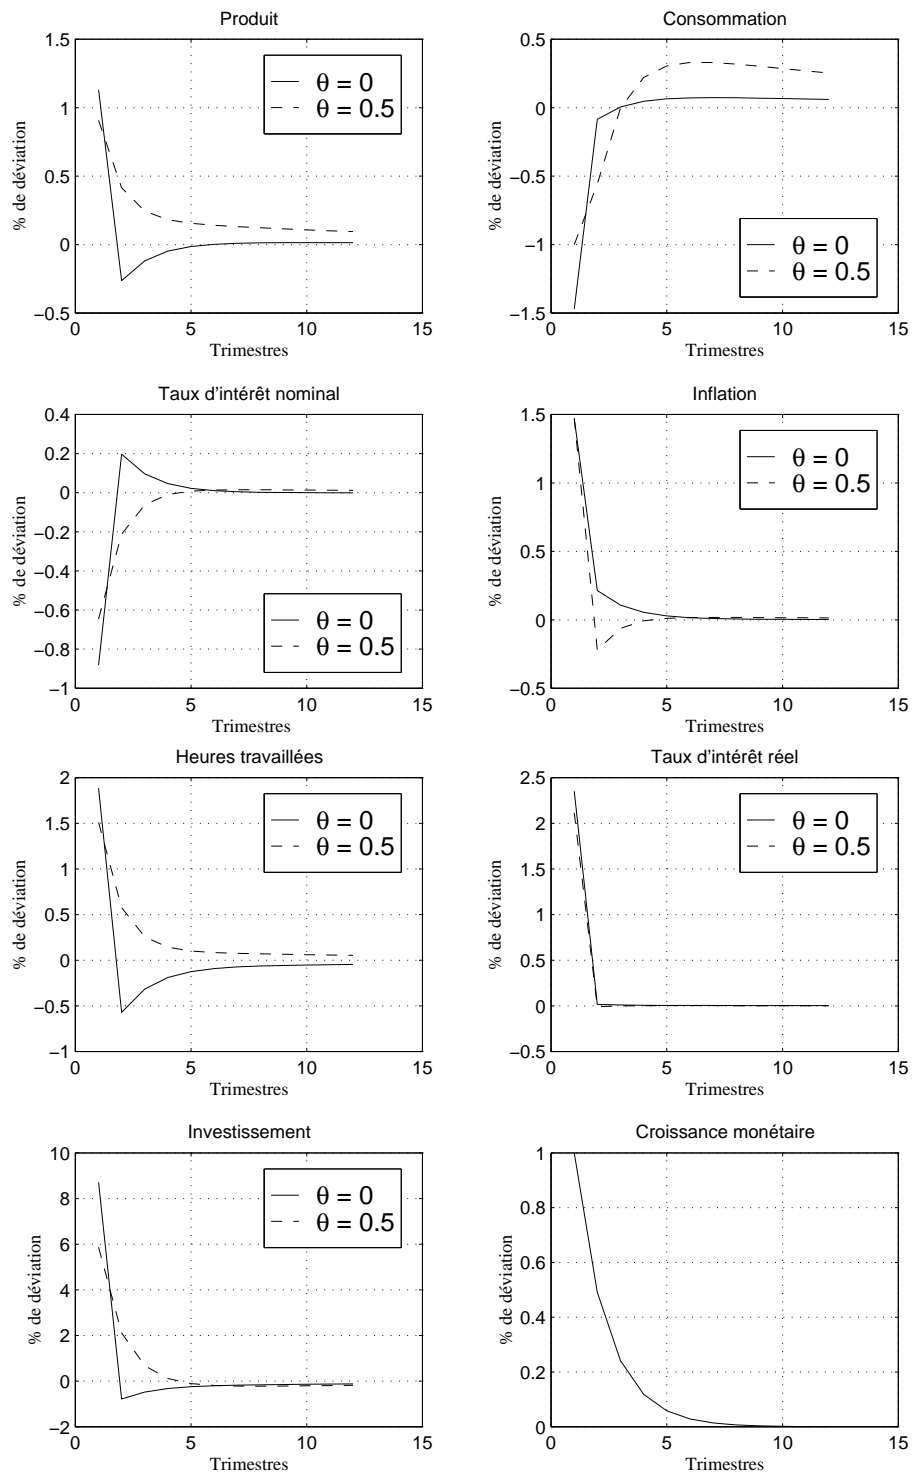 Produit
1.5
1
0.5
0
−0.5
% de déviation
θ = 0
θ = 0.5
0 5 10 15
Trimestres
Consommation
0.5
0
−0.5
−1
−1.5
% de déviation
θ = 0
θ = 0.5
0 5 10 15
Trimestres
Taux d'intérêt nominal
0.4
0.2
0
−0.2
−0.4
−0.6
−0.8
−1
% de déviation
θ = 0
θ = 0.5
0 5 10 15
Trimestres
Inflation
1.5
1
0.5
0
−0.5
% de déviation
θ = 0
θ = 0.5
0 5 10 15
Trimestres
Heures travaillées
2
1.5
1
0.5
0
−0.5
−1
% de déviation
θ = 0
θ = 0.5
0 5 10 15
Trimestres
Taux d'intérêt réel
2.5
2
1.5
1
0.5
0
−0.5
% de déviation
θ = 0
θ = 0.5
0 5 10 15
Trimestres
Investissement
10
8
6
4
2
0
−2
% de déviation
θ = 0
θ = 0.5
0 5 10 15
Trimestres
Croissance monétaire
1
0.8
0.6
0.4
0.2
0
% de déviation
0 5 10 15
Trimestres